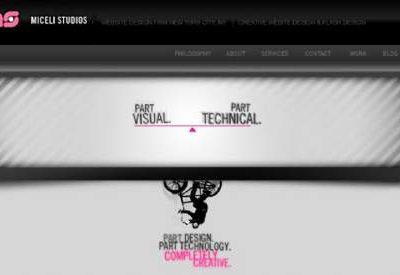 MICELI STUDIOS WEBSITE DESIGN FIRM NEW YORK CITY, NY | CREATIVE WEBSITE DESIGN & FLASH DESIGN
PHILOSOPHY ABOUT SERVICES CONTACT WORK BLOG
PART VISUAL.
PART TECHNICAL.
PART DESIGN.
PART TECHNOLOGY.
COMPLETELY
CREATIVE.